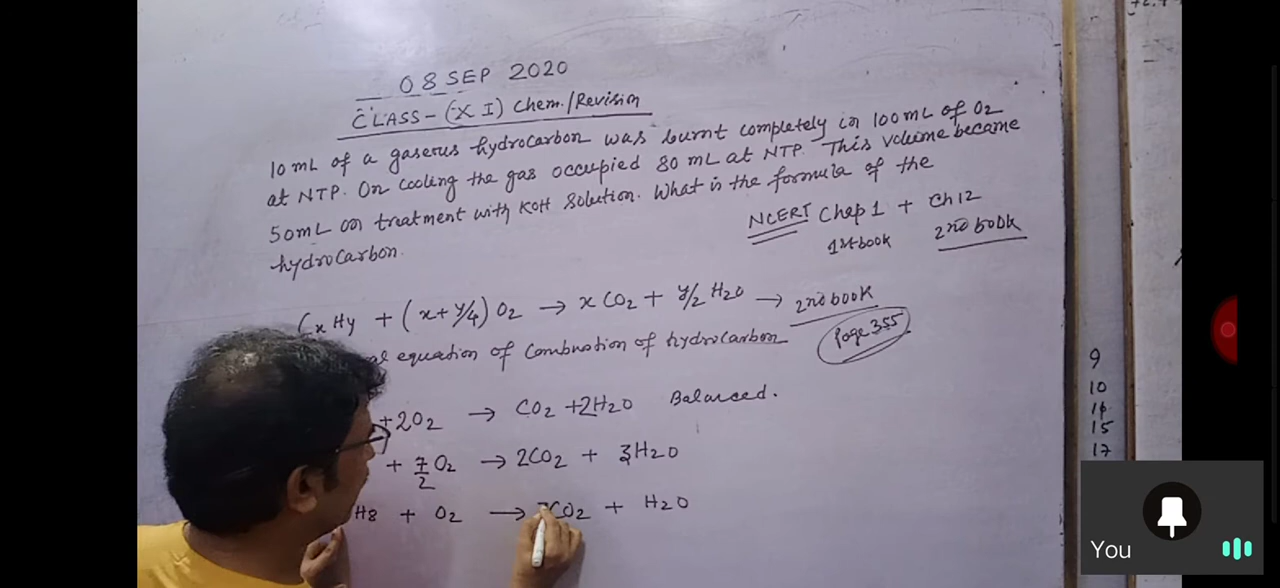 08 SEP 2020
CLASS-(XI) Chem./Revision
10 mL of a gaseous hydrocarbon was burnt completely in 100 mL of O2
at NTP. On cooling the gas occupied 80 mL at NTP. This volume became
50 mL on treatment with KOH solution. What is the formula of the
hydrocarbon.
NCERT Chap 1 + Ch 12
1st book 2nd book
CxHy + (x+y/4) O2 → x CO2 + y/2 H2O → 2nd book
equation of Combustion of hydrocarbon
Page 355
+2O2 → CO2 +2H2O Balanced.
+ 7/2 O2 → 2CO2 + 3H2O
H8 + O2 → CO2 + H2O
9
10
15
17
You